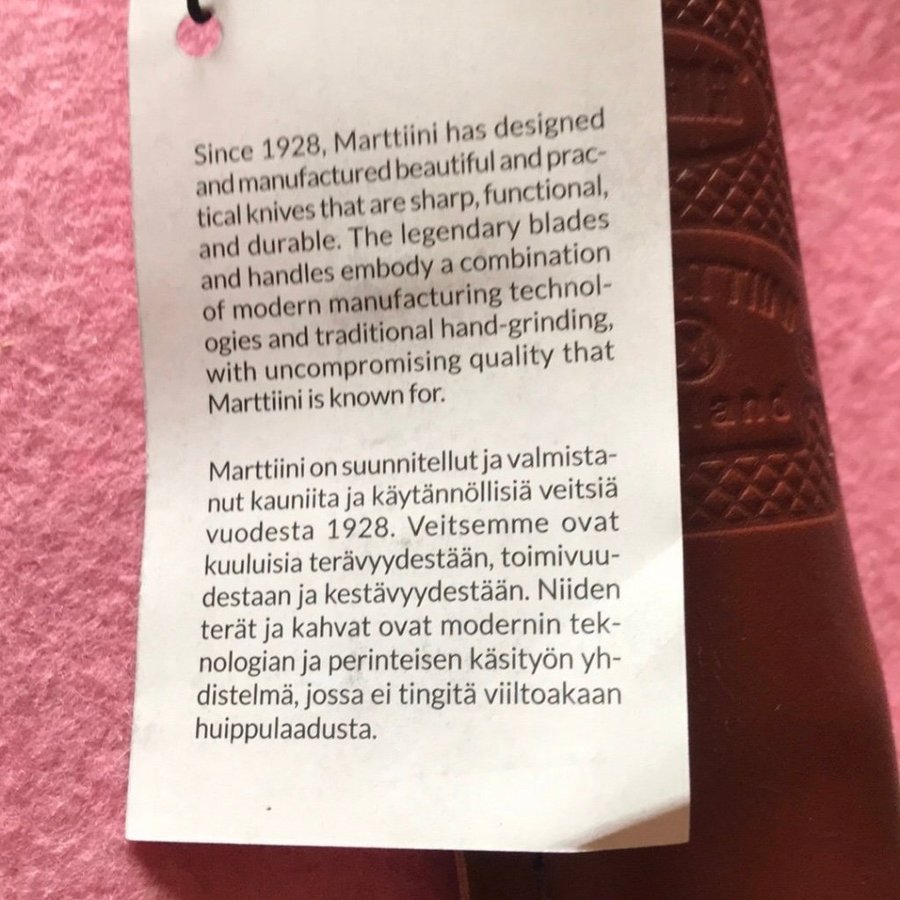 Since 1928, Marttiini has designed
and manufactured beautiful and prac-
tical knives that are sharp, functional,
and durable. The legendary blades
and handles embody a combination
of modern manufacturing technol-
ogies and traditional hand-grinding,
with uncompromising quality that
Marttiini is known for.
Marttiini on suunnitellut ja valmista-
nut kauniita ja käytännöllisiä veitsiä
vuodesta 1928. Veitsemme ovat
kuuluisia terävyydestään, toimivuu-
destaan ja kestävyydestään. Niiden
terät ja kahvat ovat modernin tek-
nologian ja perinteisen käsityön yh-
distelmä, jossa ei tingitä viiltoakaan
huippulaadusta.